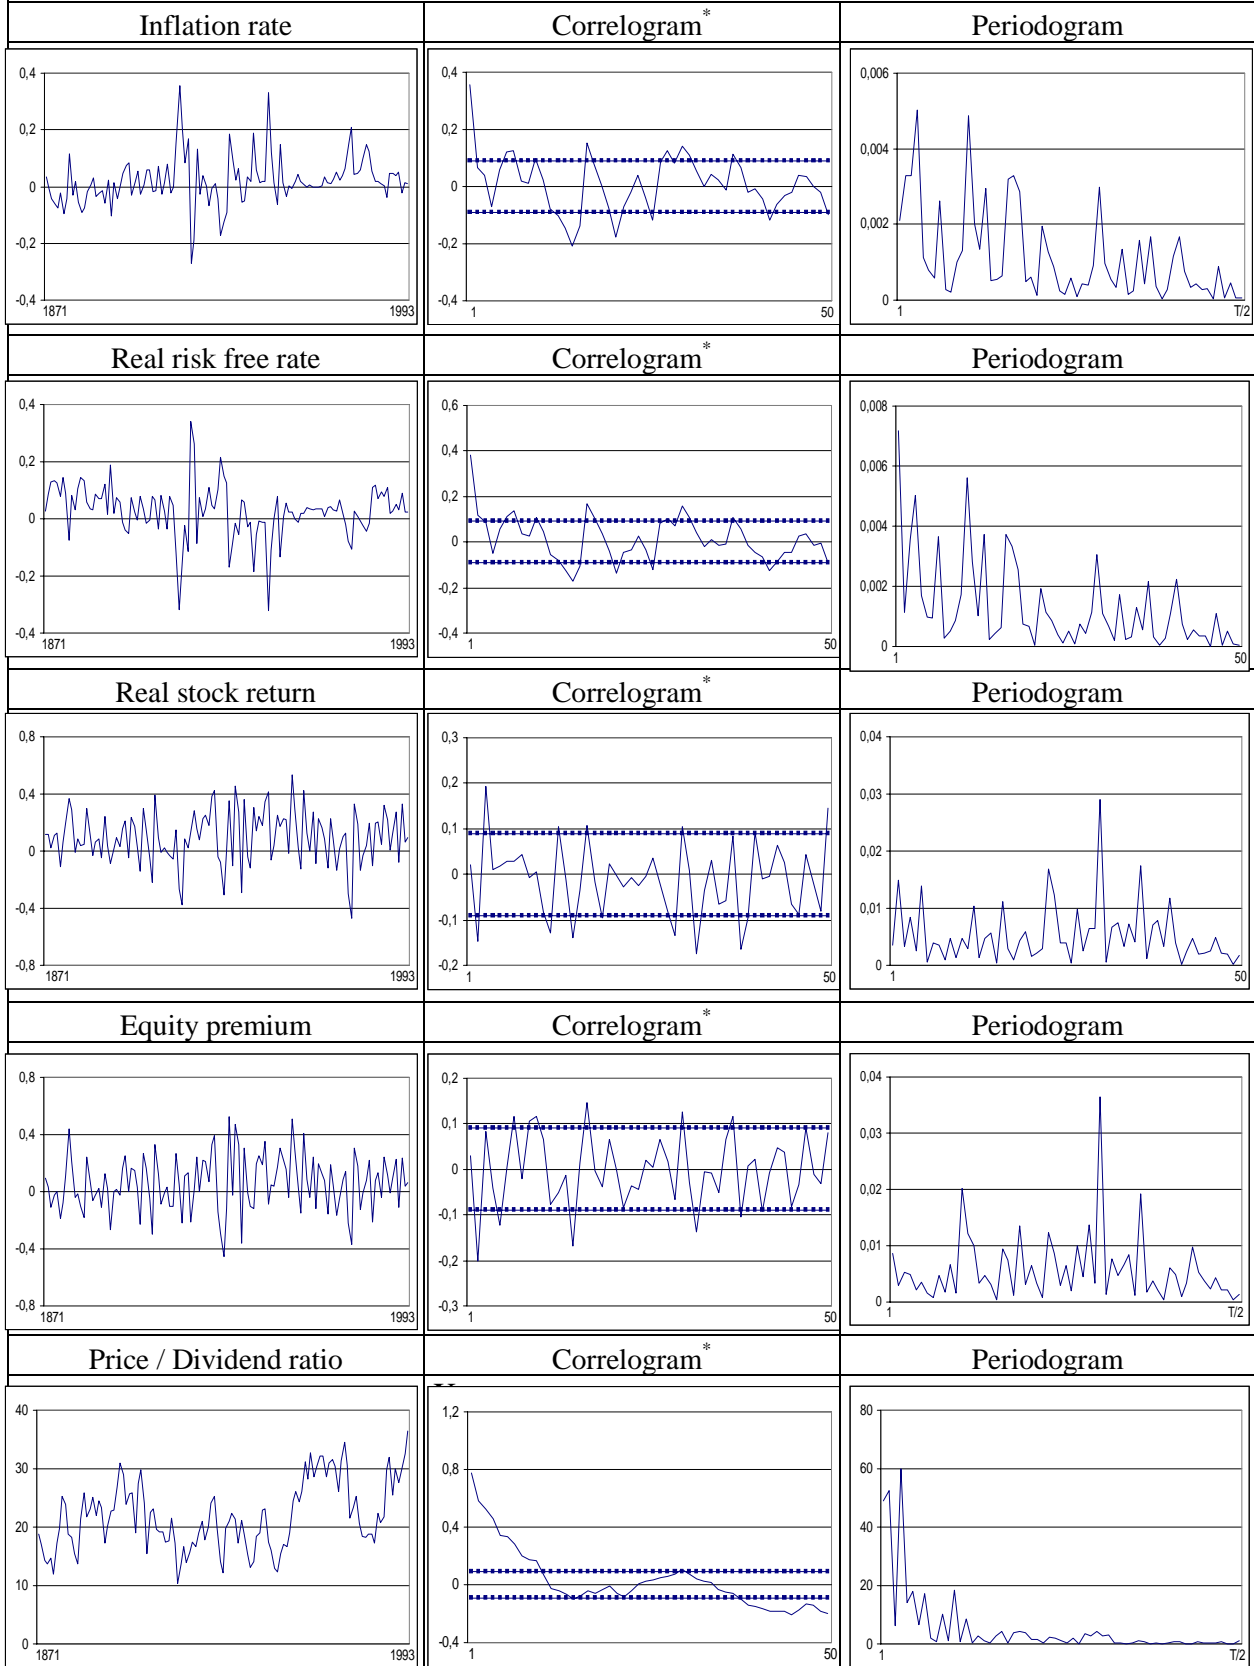 Inflation rate Correlogram* Periodogram
0,4 0,4 0,006
0,2 0,2 0,004
0 0 0,002
-0,2 -0,2
-0,4 -0,4 0
1871 1993 1 50 1 T/2
Real risk free rate Correlogram* Periodogram
0,4 0,6 0,008
0,2 0,4 0,006
0 0,2 0,004
-0,2 0 0,002
-0,4 -0,2 0
-0,4
1871 1993 1 50 1 50
Real stock return Correlogram* Periodogram
0,8 0,3 0,04
0,4 0,2 0,03
0 0,1 0,02
-0,4 0 0,01
-0,8 -0,1 0
-0,2
1871 1993 1 50 1 50
Equity premium Correlogram* Periodogram
0,8 0,2 0,04
0,4 0,1 0,03
0 0 0,02
-0,4 -0,1 0,01
-0,8 -0,2 0
-0,3
1871 1993 1 50 1 T/2
Price / Dividend ratio Correlogram* Periodogram
40 1,2 80
30 0,8 60
20 0,4 40
10 0 20
0 -0,4 0
1871 1993 1 50 1 T/2